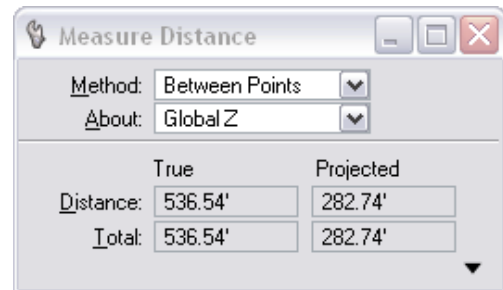 Measure Distance
Method: Between Points
About: Global Z
True Projected
Distance: 536.54' 282.74'
Total: 536.54' 282.74'